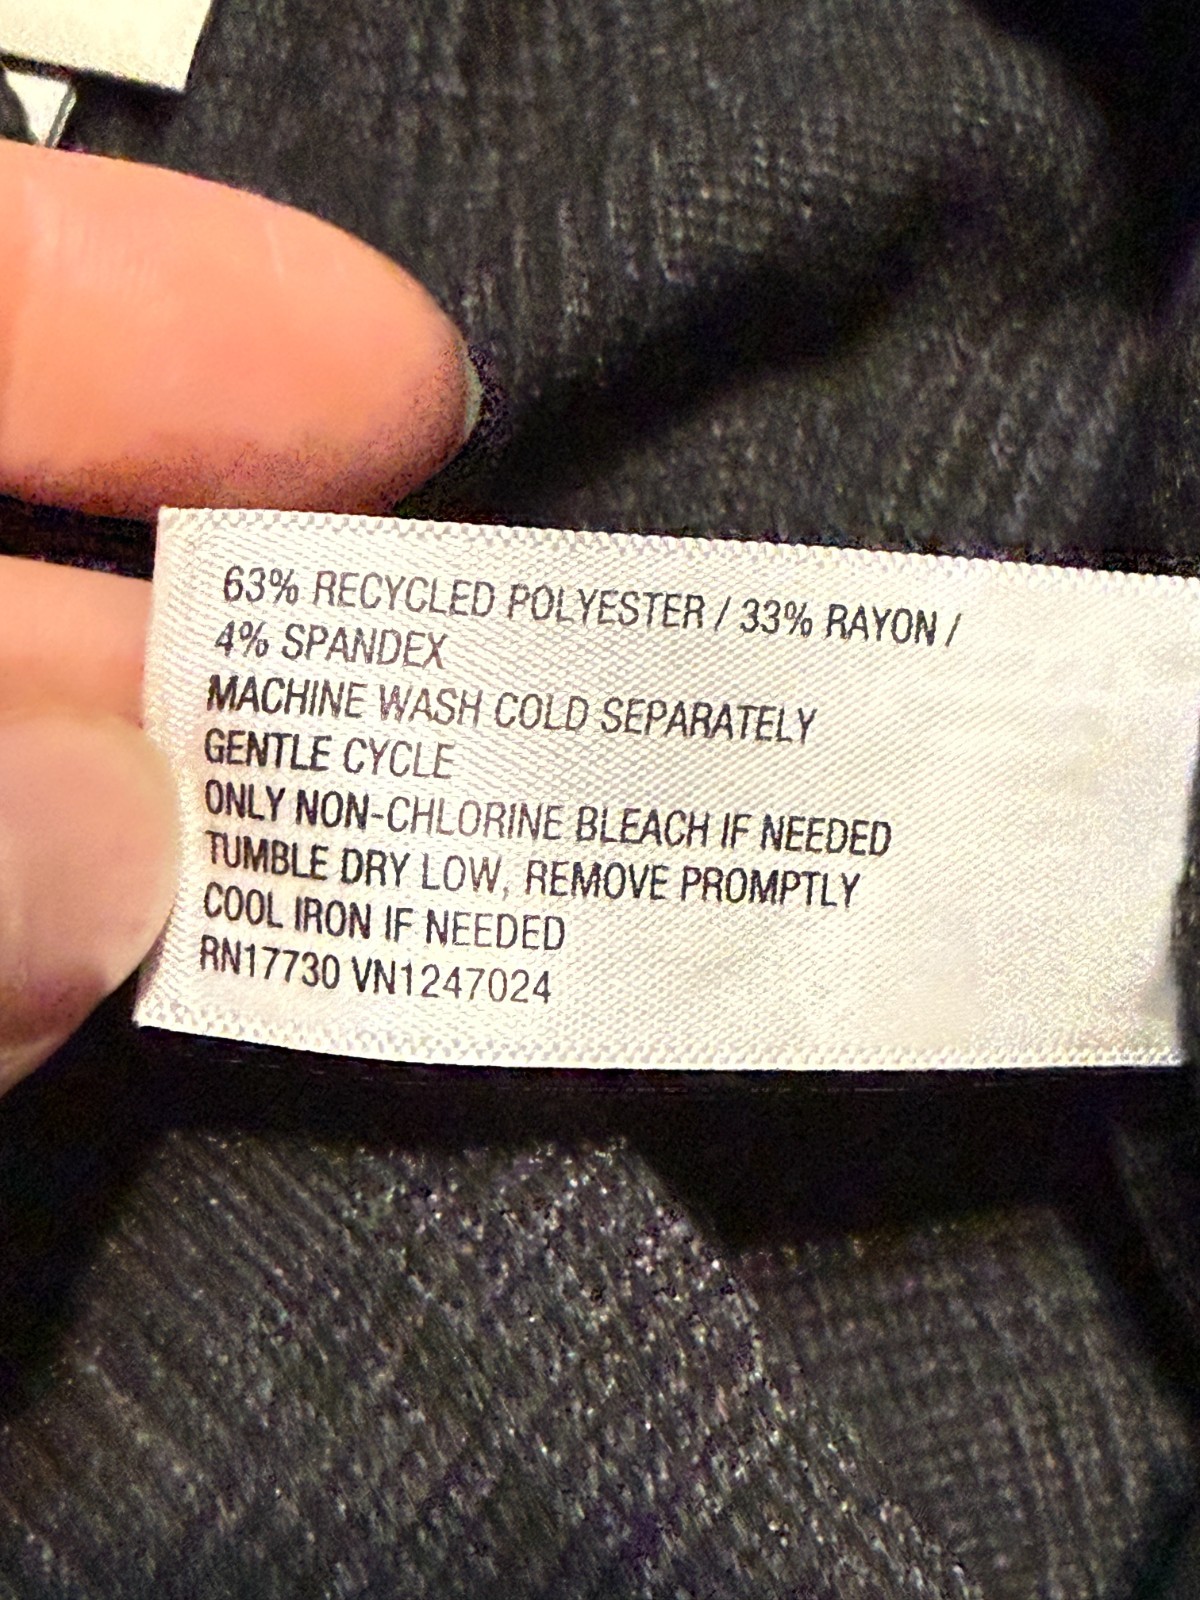 63% RECYCLED POLYESTER / 33% RAYON /
4% SPANDEX
MACHINE WASH COLD SEPARATELY
GENTLE CYCLE
ONLY NON-CHLORINE BLEACH IF NEEDED
TUMBLE DRY LOW, REMOVE PROMPTLY
COOL IRON IF NEEDED
RN17730 VN1247024